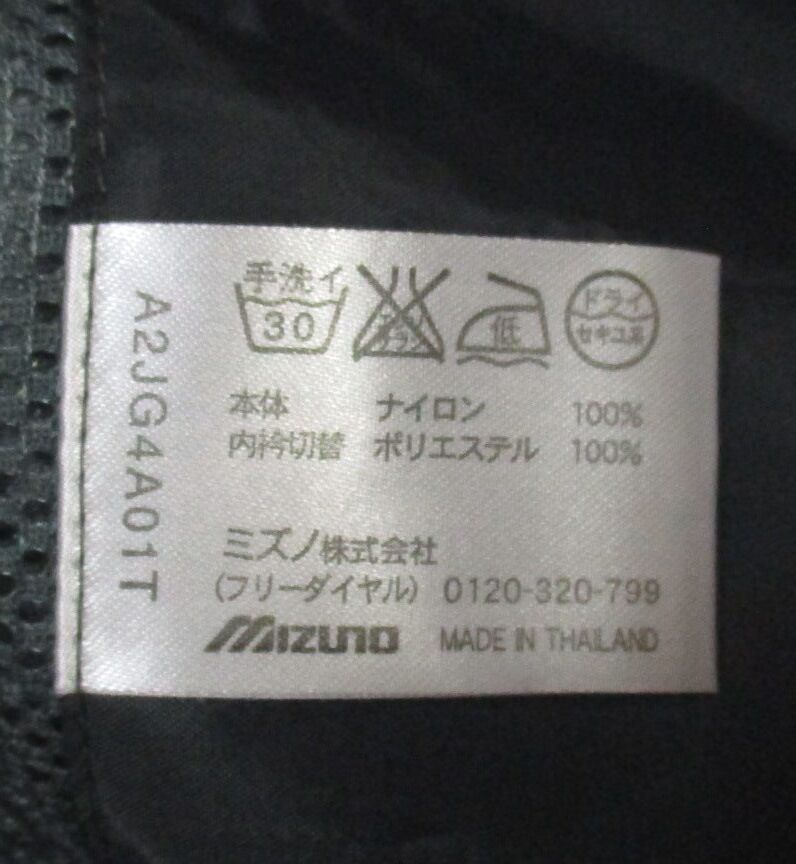 手洗イ
30
低
ドライ
セキユ系
本体 ナイロン 100%
内衿切替 ポリエステル 100%
ミズノ株式会社
(フリーダイヤル) 0120-320-799
MIZUNO MADE IN THAILAND
A2JG4A01T